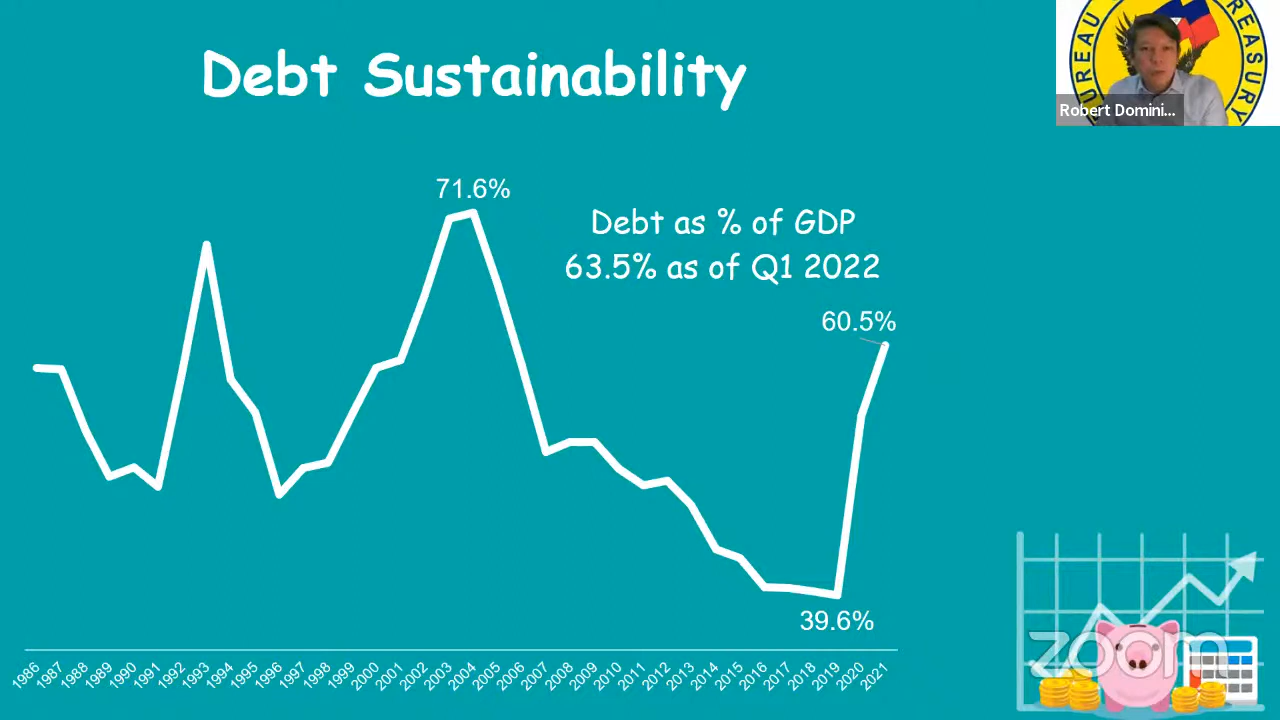 Debt Sustainability
UREAU
REASURY
Robert Domini...
71.6%
Debt as % of GDP
63.5% as of Q1 2022
60.5%
39.6%
1986 1987 1988 1989 1990 1991 1992 1993 1994 1995 1996 1997 1998 1999 2000 2001 2002 2003 2004 2005 2006 2007 2008 2009 2010 2011 2012 2013 2014 2015 2016 2017 2018 2019 2020 2021
zoom